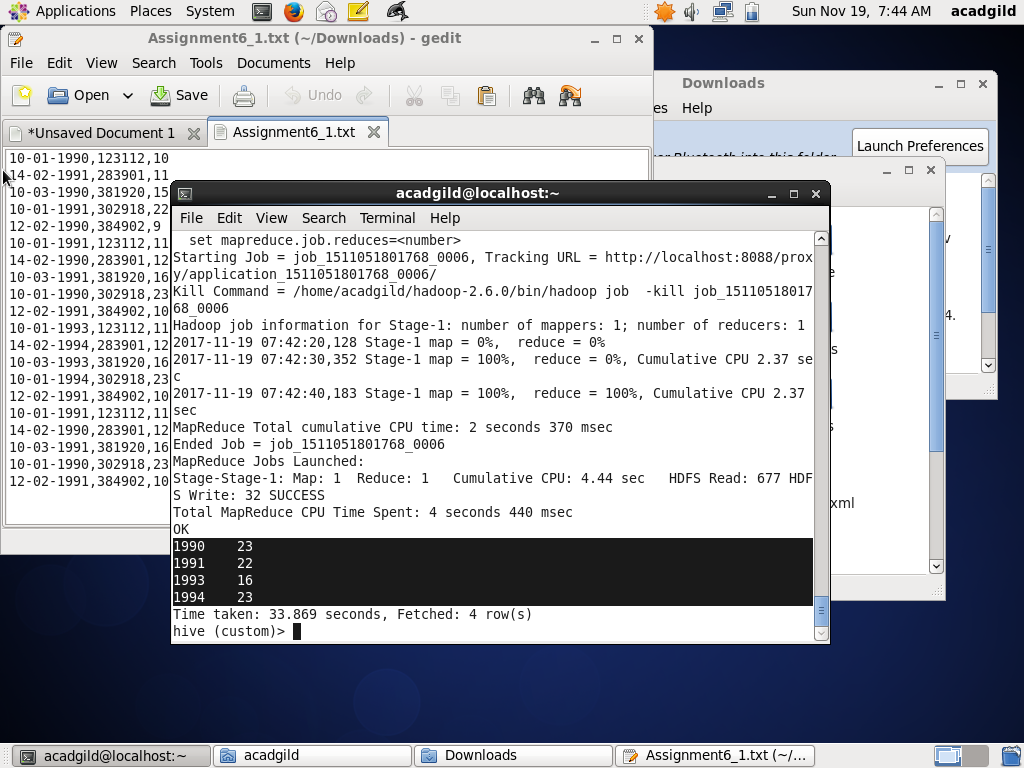 Applications Places System Sun Nov 19, 7:44 AM acadgild
Assignment6_1.txt (~/Downloads) - gedit
File Edit View Search Tools Documents Help
Open Save Undo
*Unsaved Document 1 Assignment6_1.txt
10-01-1990,123112,10
14-02-1991,283901,11
10-03-1990,381920,15
10-01-1991,302918,22
12-02-1990,384902,9
10-01-1991,123112,11
14-02-1990,283901,12
10-03-1991,381920,16
10-01-1990,302918,23
12-02-1991,384902,10
10-01-1993,123112,11
14-02-1994,283901,12
10-03-1993,381920,16
10-01-1994,302918,23
12-02-1991,384902,10
10-01-1991,123112,11
14-02-1990,283901,12
10-03-1991,381920,16
10-01-1990,302918,23
12-02-1991,384902,10
Downloads
es Help
Bluetooth into this folder
Launch Preferences
v
e
4.
s
s
xml
acadgild@localhost:~
File Edit View Search Terminal Help
set mapreduce.job.reduces=<number>
Starting Job = job_1511051801768_0006, Tracking URL = http://localhost:8088/prox
y/application_1511051801768_0006/
Kill Command = /home/acadgild/hadoop-2.6.0/bin/hadoop job  -kill job_15110518017
68_0006
Hadoop job information for Stage-1: number of mappers: 1; number of reducers: 1
2017-11-19 07:42:20,128 Stage-1 map = 0%,  reduce = 0%
2017-11-19 07:42:30,352 Stage-1 map = 100%,  reduce = 0%, Cumulative CPU 2.37 se
c
2017-11-19 07:42:40,183 Stage-1 map = 100%,  reduce = 100%, Cumulative CPU 2.37
sec
MapReduce Total cumulative CPU time: 2 seconds 370 msec
Ended Job = job_1511051801768_0006
MapReduce Jobs Launched:
Stage-Stage-1: Map: 1  Reduce: 1   Cumulative CPU: 4.44 sec   HDFS Read: 677 HDF
S Write: 32 SUCCESS
Total MapReduce CPU Time Spent: 4 seconds 440 msec
OK
1990    23
1991    22
1993    16
1994    23
Time taken: 33.869 seconds, Fetched: 4 row(s)
hive (custom)>
acadgild@localhost:~ acadgild Downloads Assignment6_1.txt (~/...